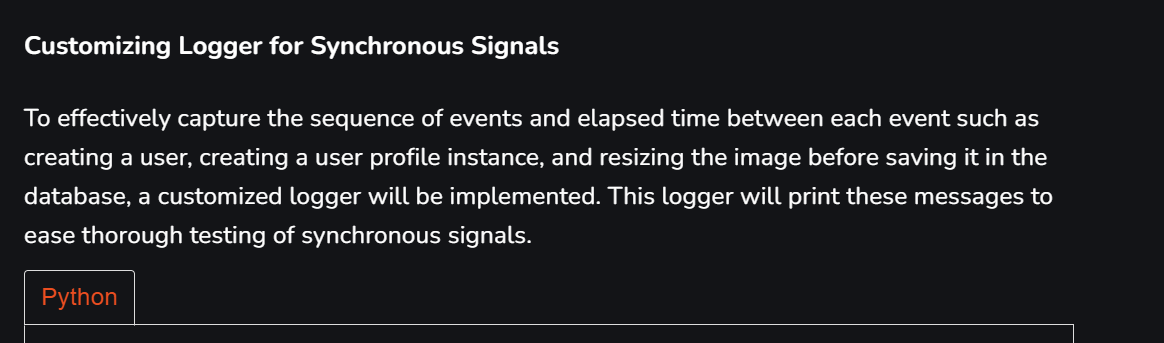 Customizing Logger for Synchronous Signals
To effectively capture the sequence of events and elapsed time between each event such as
creating a user, creating a user profile instance, and resizing the image before saving it in the
database, a customized logger will be implemented. This logger will print these messages to
ease thorough testing of synchronous signals.
Python